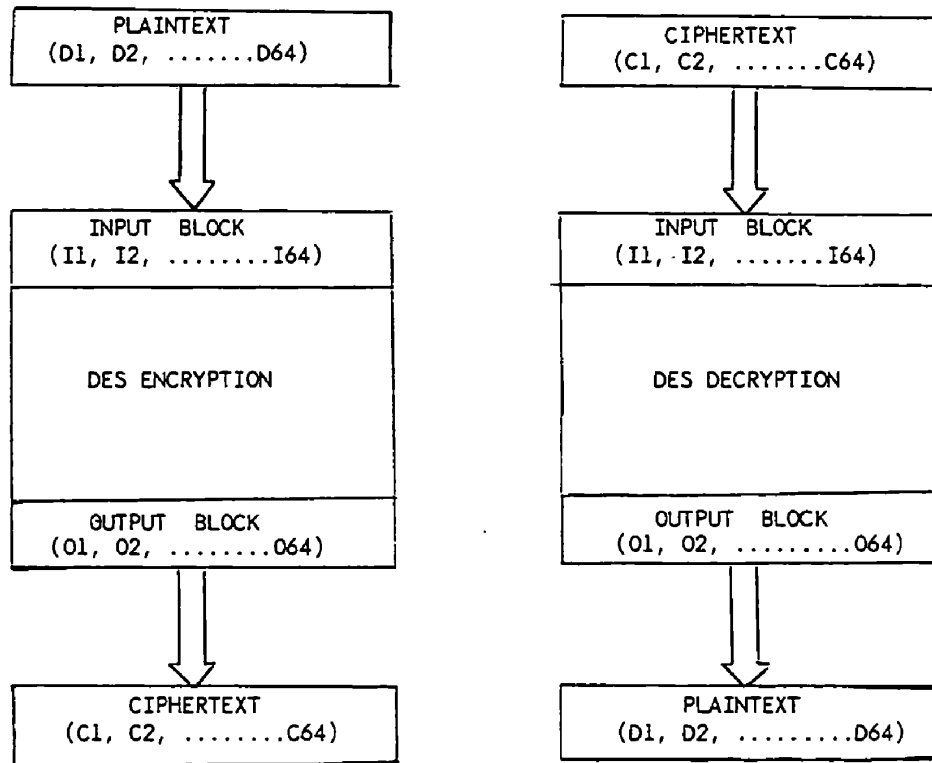 PLAINTEXT
(D1, D2, .......D64)
INPUT BLOCK
(I1, I2, ........I64)
DES ENCRYPTION
OUTPUT BLOCK
(O1, O2, ........O64)
CIPHERTEXT
(C1, C2, ........C64)
CIPHERTEXT
(C1, C2, .......C64)
INPUT BLOCK
(I1, I2, .......I64)
DES DECRYPTION
OUTPUT BLOCK
(O1, O2, .........O64)
PLAINTEXT
(D1, D2, .........D64)